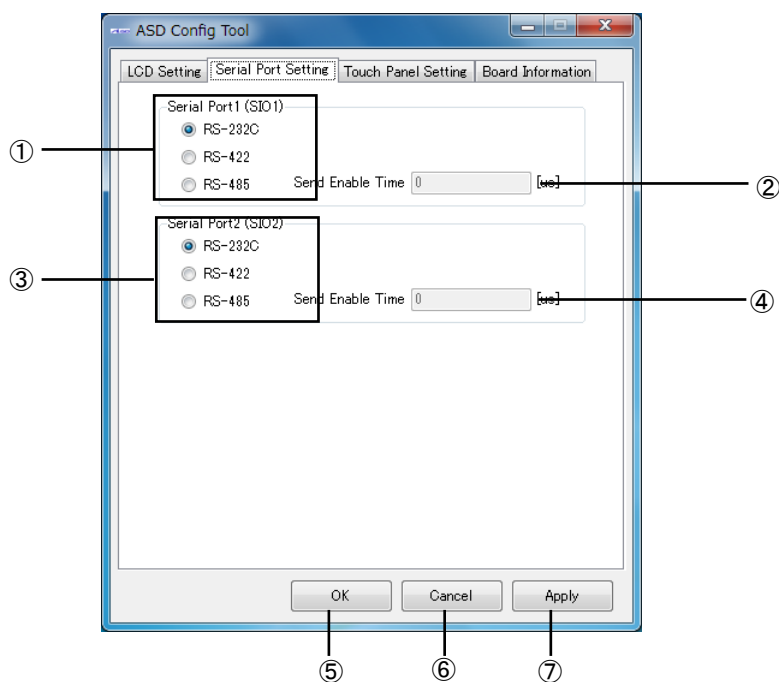 ASD Config Tool
LCD Setting Serial Port Setting Touch Panel Setting Board Information
Serial Port1 (SIO1)
RS-232C
① RS-422
RS-485 Send Enable Time 0 [us] ②
Serial Port2 (SIO2)
RS-232C
③ RS-422
RS-485 Send Enable Time 0 [us] ④
OK Cancel Apply
⑤ ⑥ ⑦